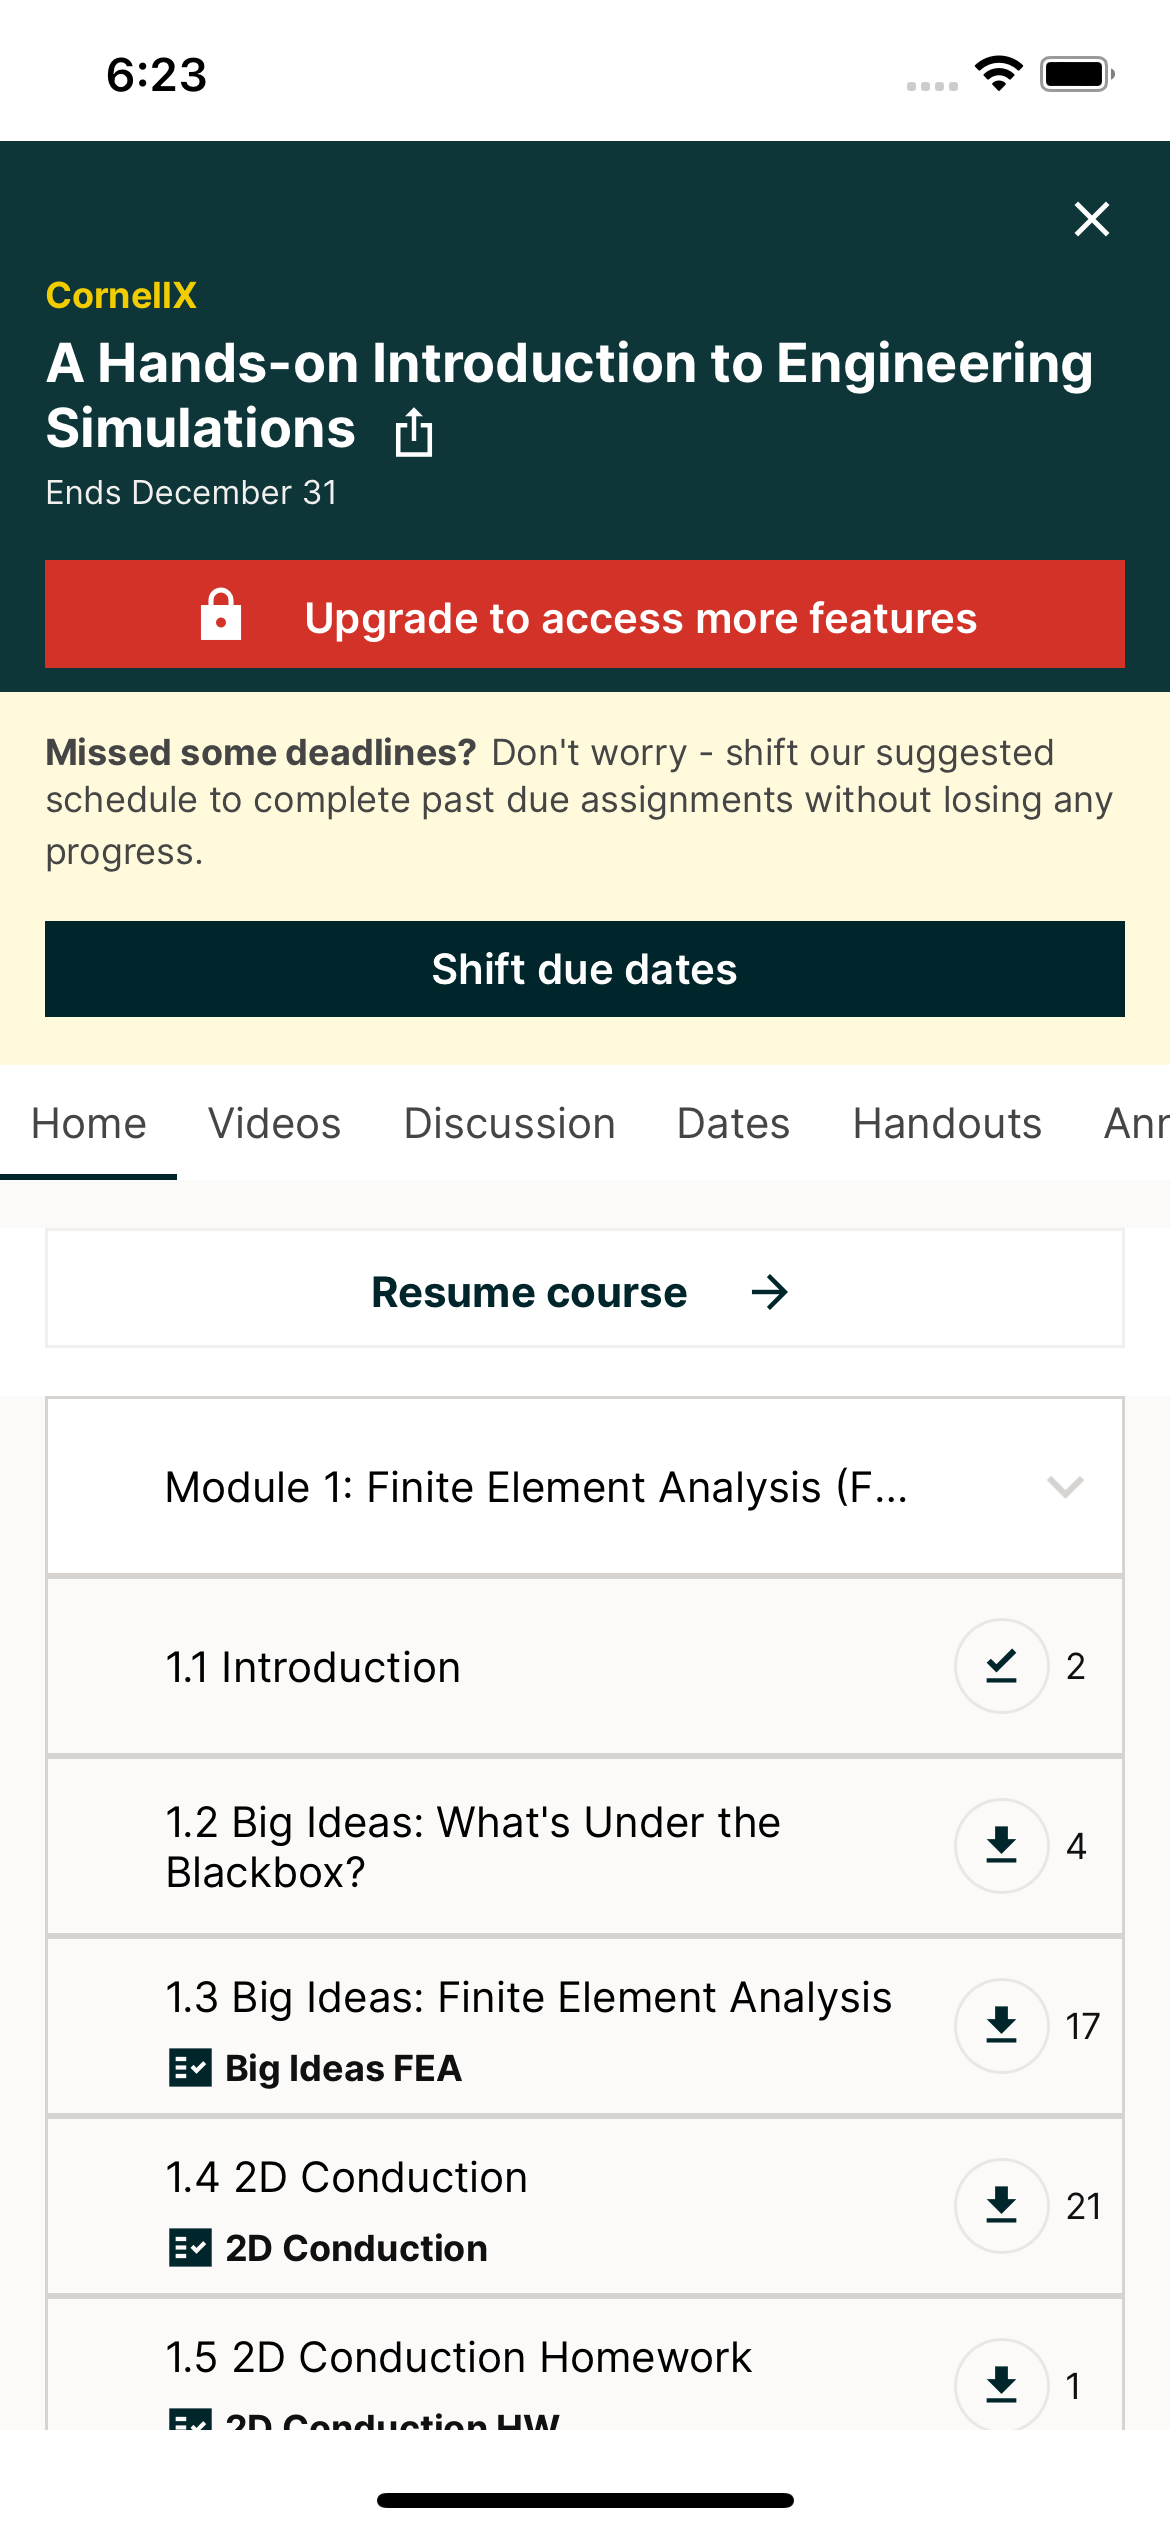 6:23
CornellX
A Hands-on Introduction to Engineering
Simulations
Ends December 31
Upgrade to access more features
Missed some deadlines? Don't worry - shift our suggested
schedule to complete past due assignments without losing any
progress.
Shift due dates
Home Videos Discussion Dates Handouts
Resume course
Module 1: Finite Element Analysis (F...
1.1 Introduction
2
1.2 Big Ideas: What's Under the
Blackbox?
4
1.3 Big Ideas: Finite Element Analysis
Big Ideas FEA
17
1.4 2D Conduction
2D Conduction
21
1.5 2D Conduction Homework
2D Conduction HW
1